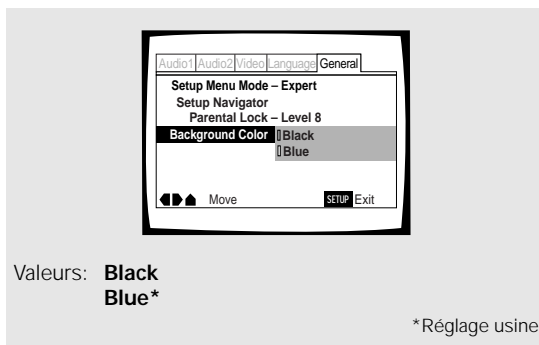 Audio1 Audio2 Video Language General
Setup Menu Mode – Expert
Setup Navigator
Parental Lock – Level 8
Background Color Black
Blue
Move SETUP Exit
Valeurs: Black
Blue*
*Réglage usine